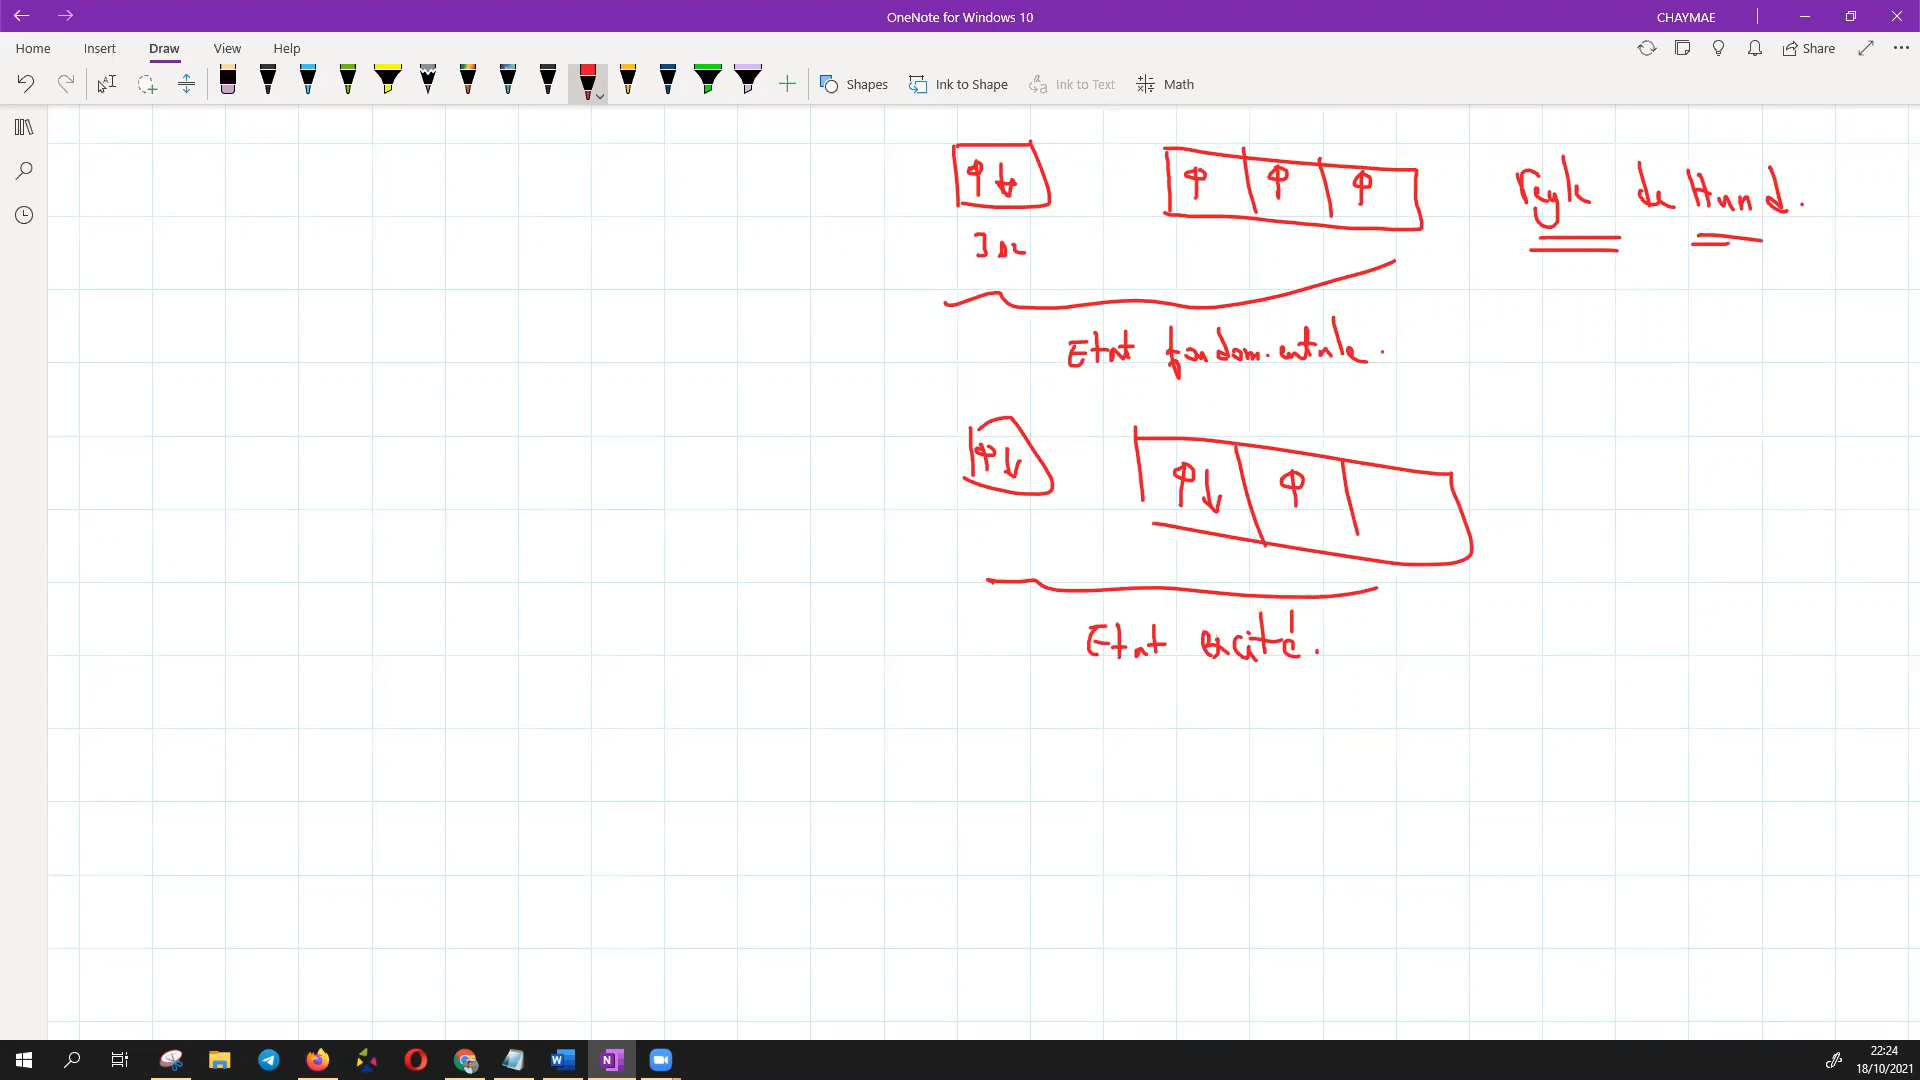 OneNote for Windows 10
CHAYMAE
Home Insert Draw View Help
Share
Shapes Ink to Shape Ink to Text Math
↑↓ ↑ ↑ ↑
règle de Hund.
3s²
Etat fondamentale.
↑↓ ↑↓ ↑
Etat excité.
22:24
18/10/2021